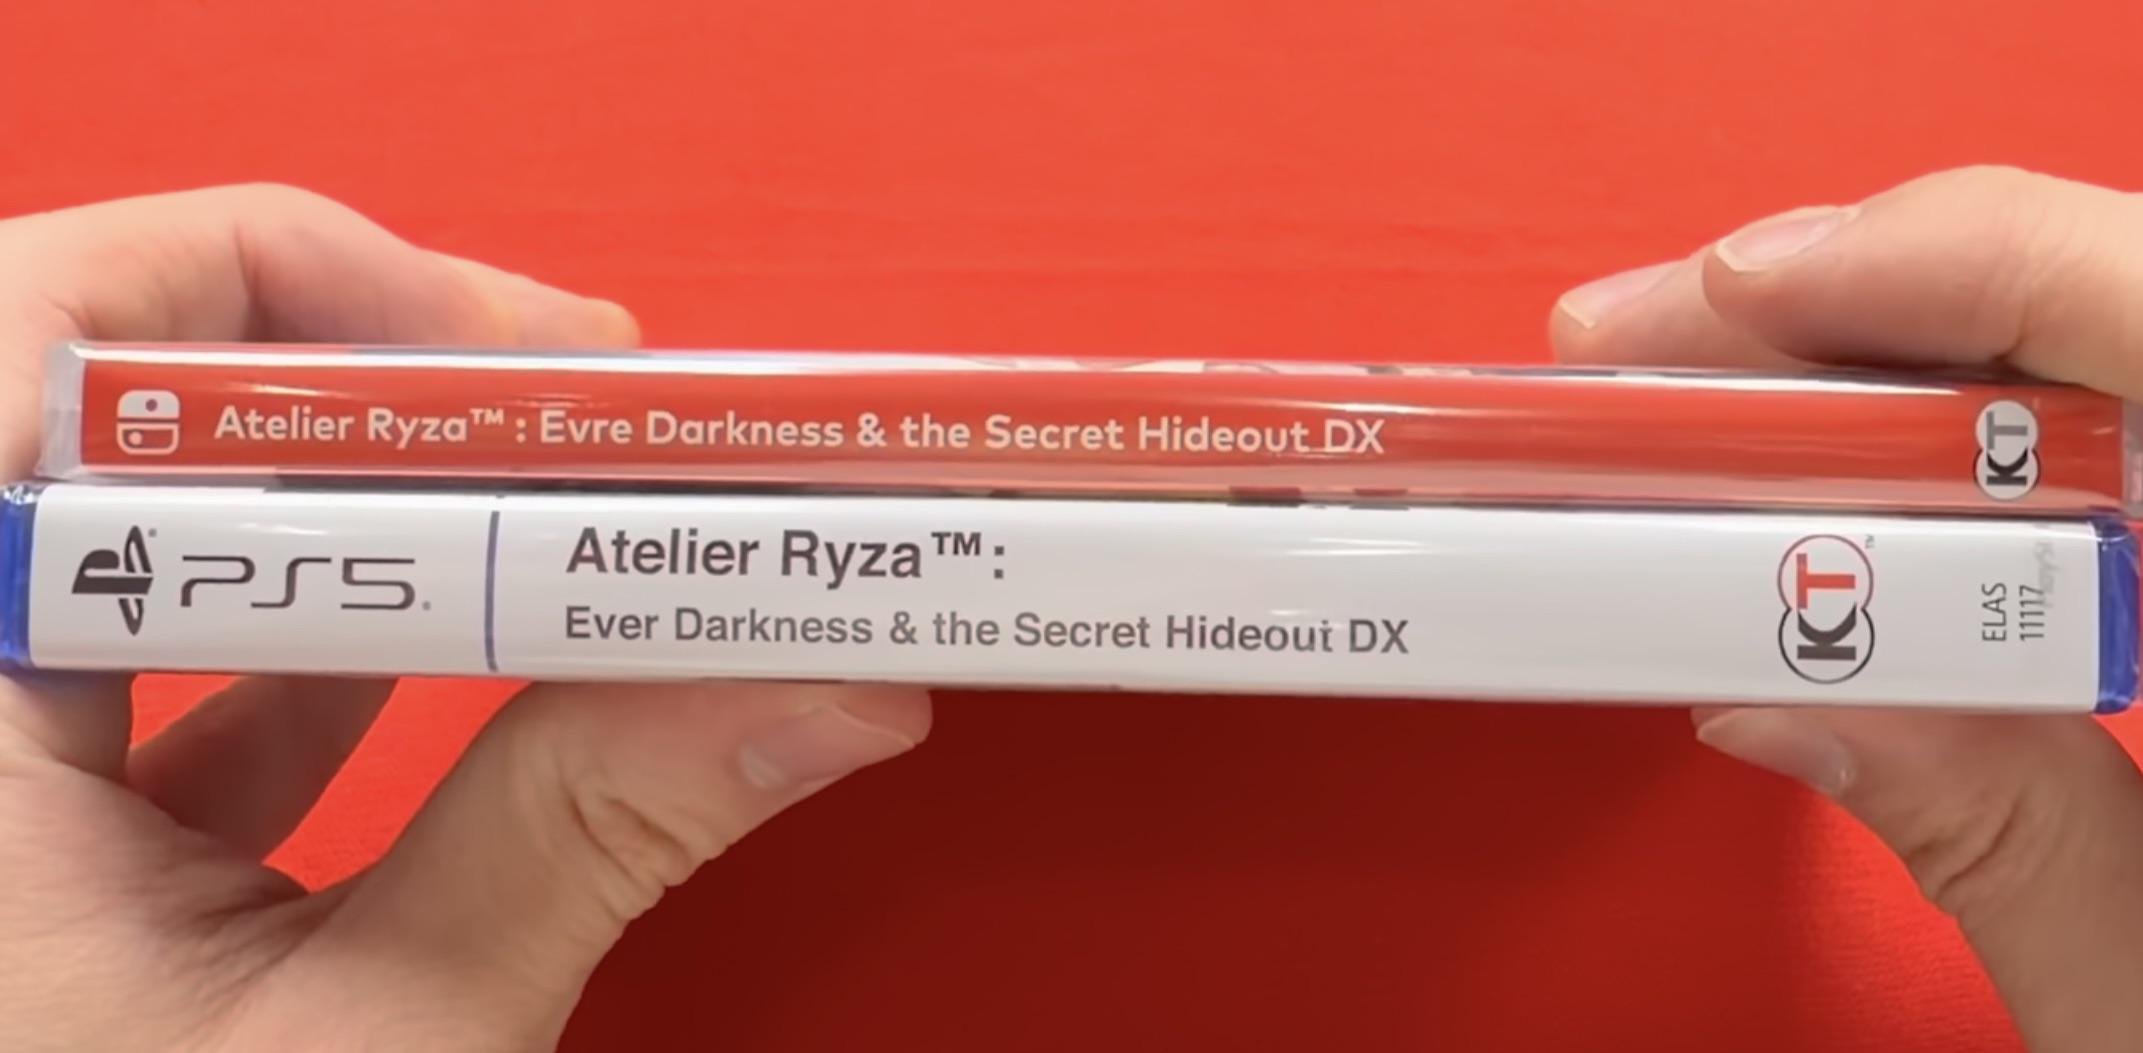 Atelier Ryza™ : Evre Darkness & the Secret Hideout DX
KT
PS5
Atelier Ryza™ :
Ever Darkness & the Secret Hideout DX
KT
ELAS
11117